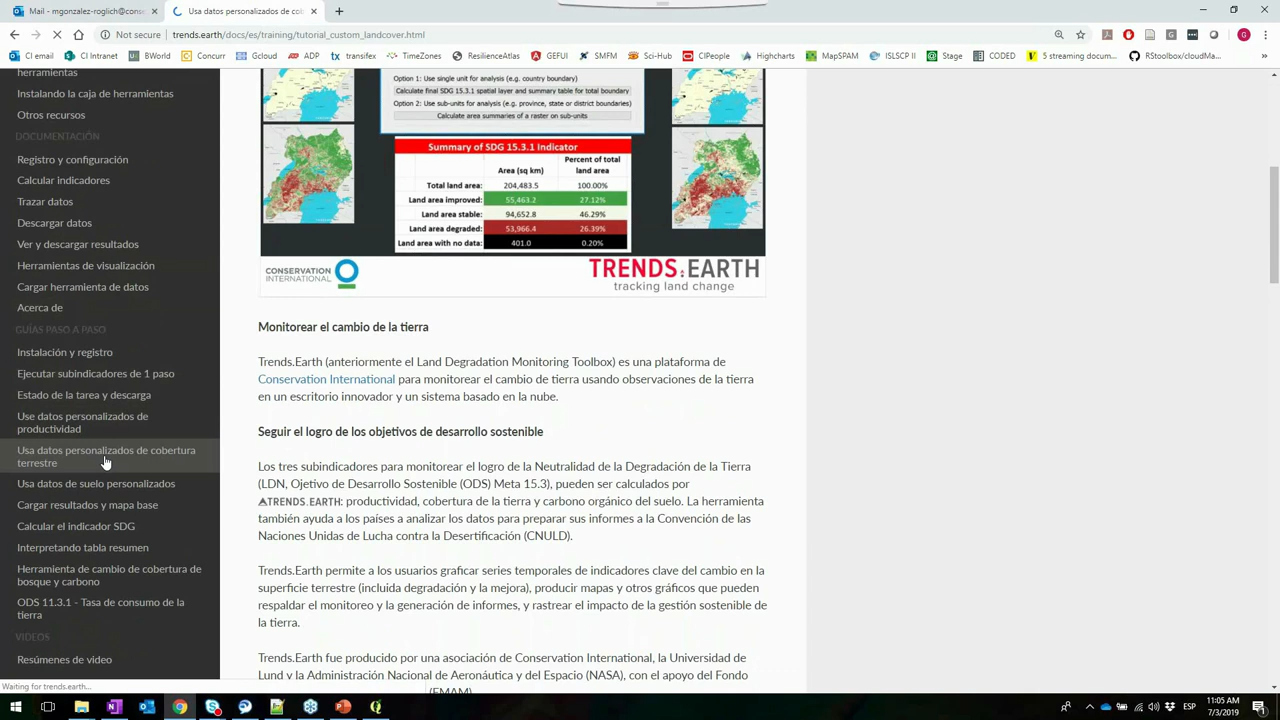 Mail - mgonzalez-roglich@conse
Usa datos personalizados de cobe
Not secure
trends.earth/docs/es/training/tutorial_custom_landcover.html
CI email
CI Intranet
BWorld
Concurr
Gcloud
ADP
transifex
TimeZones
ResilienceAtlas
GEFUI
SMFM
Sci-Hub
CIPeople
Highcharts
MapSPAM
ISLSCP II
Stage
CODED
5 streaming docum...
RStoolbox/cloudMa...
herramientas
Instalando la caja de herramientas
Otros recursos
DOCUMENTACIÓN
Registro y configuración
Calcular indicadores
Trazar datos
Descargar datos
Ver y descargar resultados
Herramientas de visualización
Cargar herramienta de datos
Acerca de
GUÍAS PASO A PASO
Instalación y registro
Ejecutar subindicadores de 1 paso
Estado de la tarea y descarga
Use datos personalizados de
productividad
Usa datos personalizados de cobertura
terrestre
Usa datos de suelo personalizados
Cargar resultados y mapa base
Calcular el indicador SDG
Interpretando tabla resumen
Herramienta de cambio de cobertura de
bosque y carbono
ODS 11.3.1 - Tasa de consumo de la
tierra
VIDEOS
Resúmenes de video
Waiting for trends.earth...
Option 1: Use single unit for analysis (e.g. country boundary)
Calculate final SDG 15.3.1 spatial layer and summary table for total boundary
Option 2: Use sub-units for analysis (e.g. province, state or district boundaries)
Calculate area summaries of a raster on sub-units
Summary of SDG 15.3.1 Indicator
Area (sq km) Percent of total land area
Total land area: 204,483.5 100.00%
Land area improved: 55,463.2 27.12%
Land area stable: 94,652.8 46.29%
Land area degraded: 53,966.4 26.39%
Land area with no data: 401.0 0.20%
CONSERVATION
INTERNATIONAL
TRENDS.EARTH
tracking land change
Monitorear el cambio de la tierra
Trends.Earth (anteriormente el Land Degradation Monitoring Toolbox) es una plataforma de
Conservation International para monitorear el cambio de tierra usando observaciones de la tierra
en un escritorio innovador y un sistema basado en la nube.
Seguir el logro de los objetivos de desarrollo sostenible
Los tres subindicadores para monitorear el logro de la Neutralidad de la Degradación de la Tierra
(LDN, Ojetivo de Desarrollo Sostenible (ODS) Meta 15.3), pueden ser calculados por
TRENDS.EARTH: productividad, cobertura de la tierra y carbono orgánico del suelo. La herramienta
también ayuda a los países a analizar los datos para preparar sus informes a la Convención de las
Naciones Unidas de Lucha contra la Desertificación (CNULD).
Trends.Earth permite a los usuarios graficar series temporales de indicadores clave del cambio en la
superficie terrestre (incluida degradación y la mejora), producir mapas y otros gráficos que pueden
respaldar el monitoreo y la generación de informes, y rastrear el impacto de la gestión sostenible de
la tierra.
Trends.Earth fue producido por una asociación de Conservation International, la Universidad de
Lund y la Administración Nacional de Aeronáutica y del Espacio (NASA), con el apoyo del Fondo
(FMAM)
ESP
11:05 AM
7/3/2019